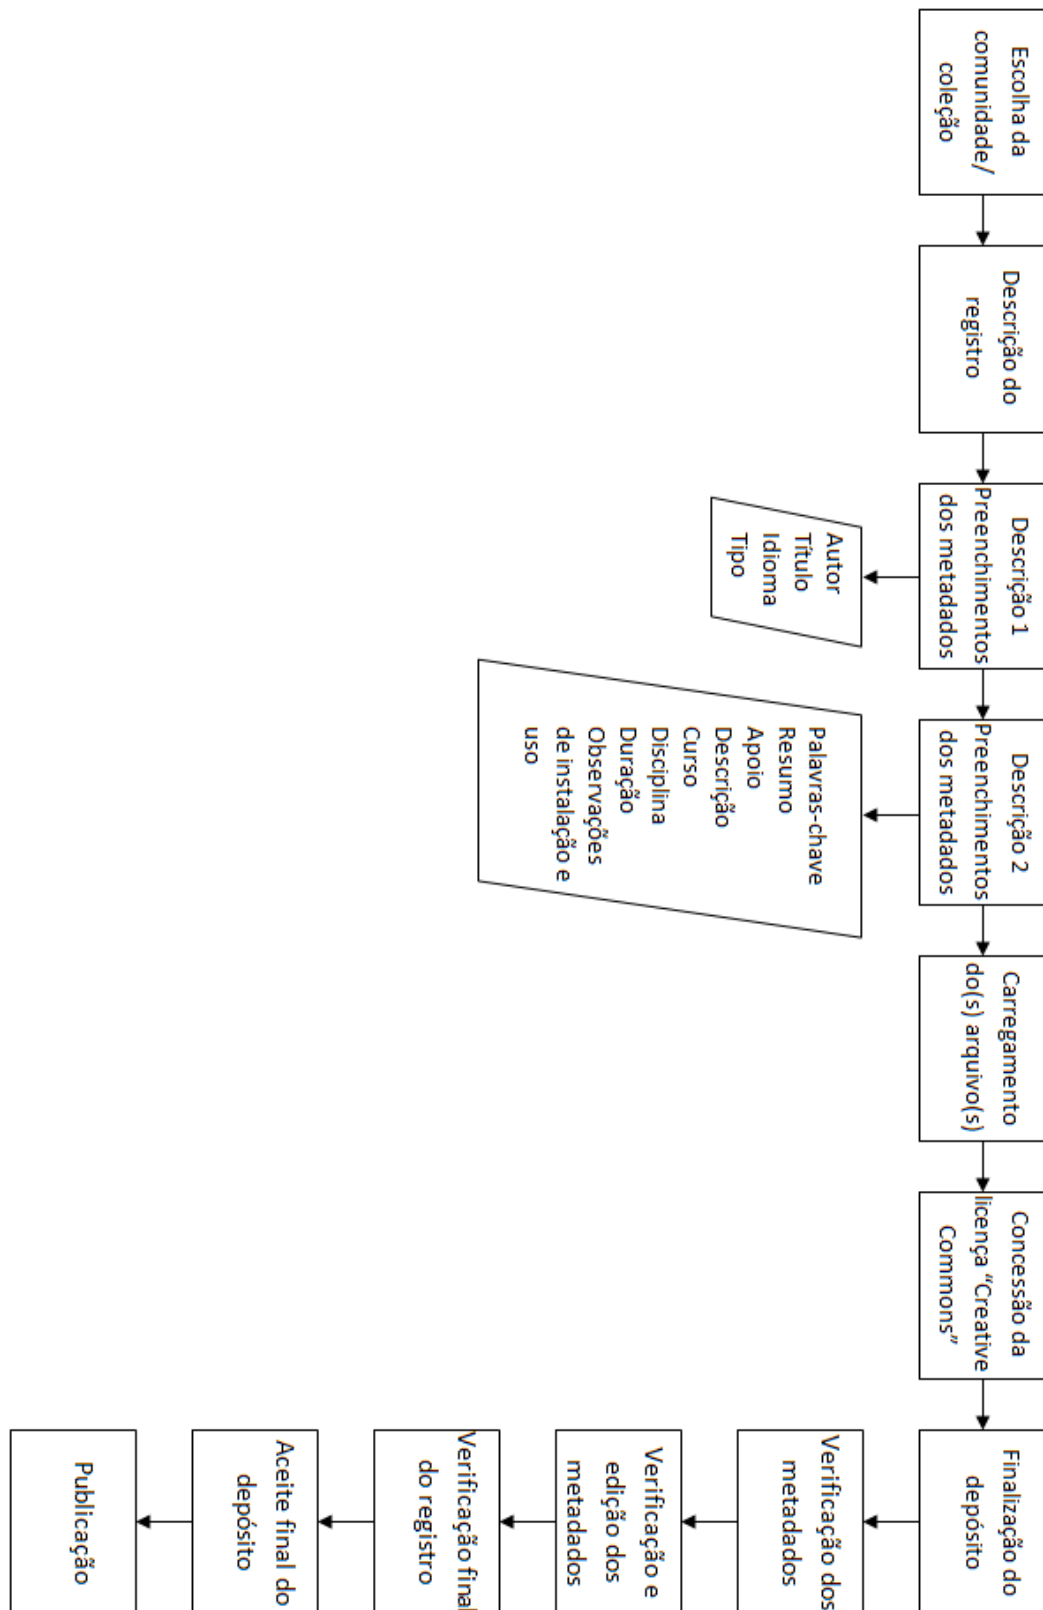 Escolha da
comunidade/
coleção
Descrição do
registro
Descrição 1
Preenchimentos
dos metadados
Autor
Título
Idioma
Tipo
Descrição 2
Preenchimentos
dos metadados
Palavras-chave
Resumo
Apoio
Descrição
Curso
Disciplina
Duração
Observações
de instalação e
uso
Carregamento
do(s) arquivo(s)
Concessão da
licença “Creative
Commons”
Finalização do
depósito
Verificação dos
metadados
Verificação e
edição dos
metadados
Verificação final
do registro
Aceite final do
depósito
Publicação